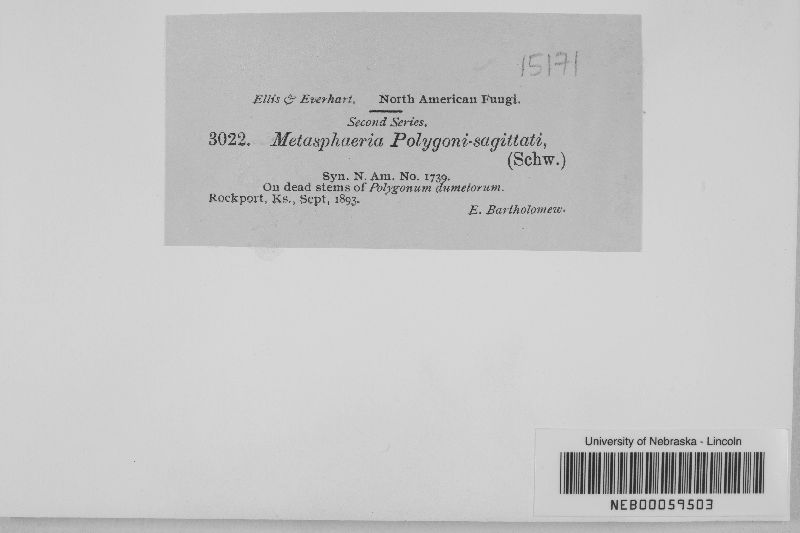 15171
Ellis & Everhart, North American Fungi.
Second Series,
3022. Metasphaeria Polygoni-sagittati,
(Schw.)
Syn. N. Am. No. 1739.
On dead stems of Polygonum dumetorum.
Rockport, Ks., Sept, 1893.
E. Bartholomew.
University of Nebraska - Lincoln
NEB00059503